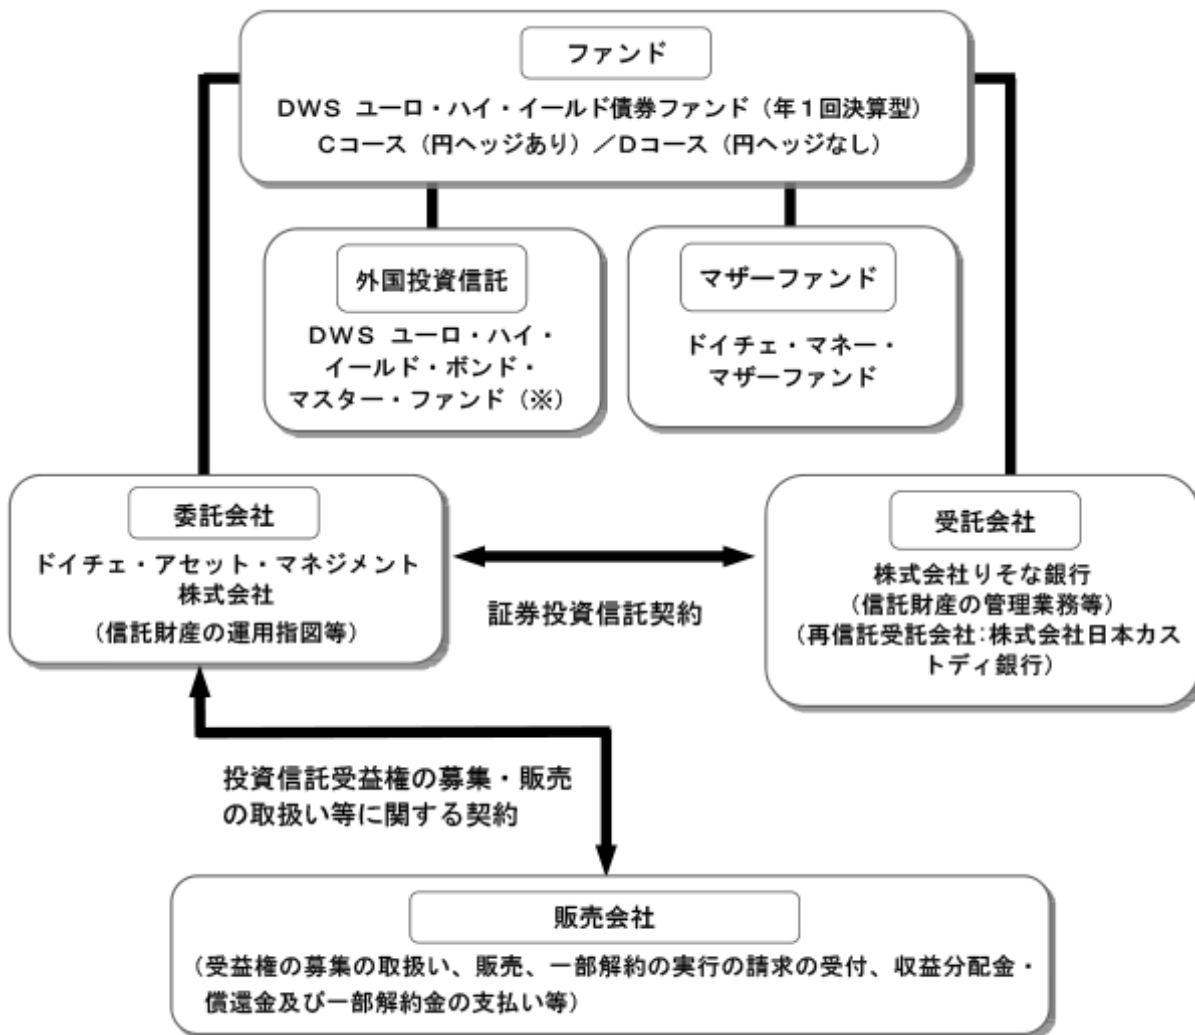 ファンド
DWS ユーロ・ハイ・イールド債券ファンド（年１回決算型）
Cコース（円ヘッジあり）／Dコース（円ヘッジなし）
外国投資信託
DWS ユーロ・ハイ・
イールド・ボンド・
マスター・ファンド（※）
マザーファンド
ドイチェ・マネー・
マザーファンド
委託会社
ドイチェ・アセット・マネジメント
株式会社
（信託財産の運用指図等）
証券投資信託契約
受託会社
株式会社りそな銀行
（信託財産の管理業務等）
（再信託受託会社：株式会社日本カス
トディ銀行）
投資信託受益権の募集・販売
の取扱い等に関する契約
販売会社
（受益権の募集の取扱い、販売、一部解約の実行の請求の受付、収益分配金・
償還金及び一部解約金の支払い等）